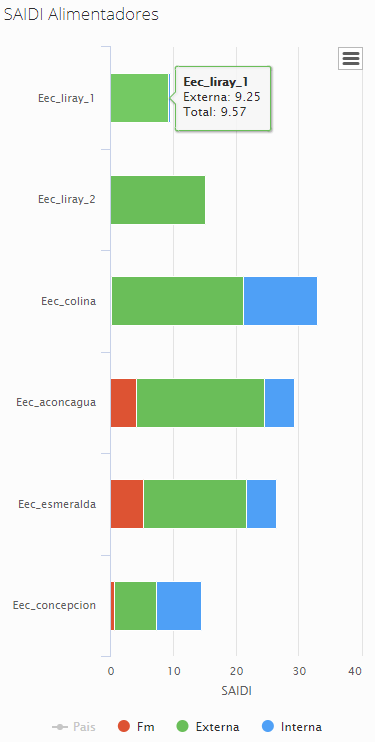 SAIDI Alimentadores
Eec_liray_1
Eec_liray_1
Externa: 9.25
Total: 9.57
Eec_liray_2
Eec_colina
Eec_aconcagua
Eec_esmeralda
Eec_concepcion
0 10 20 30 40
SAIDI
Pais Fm Externa Interna